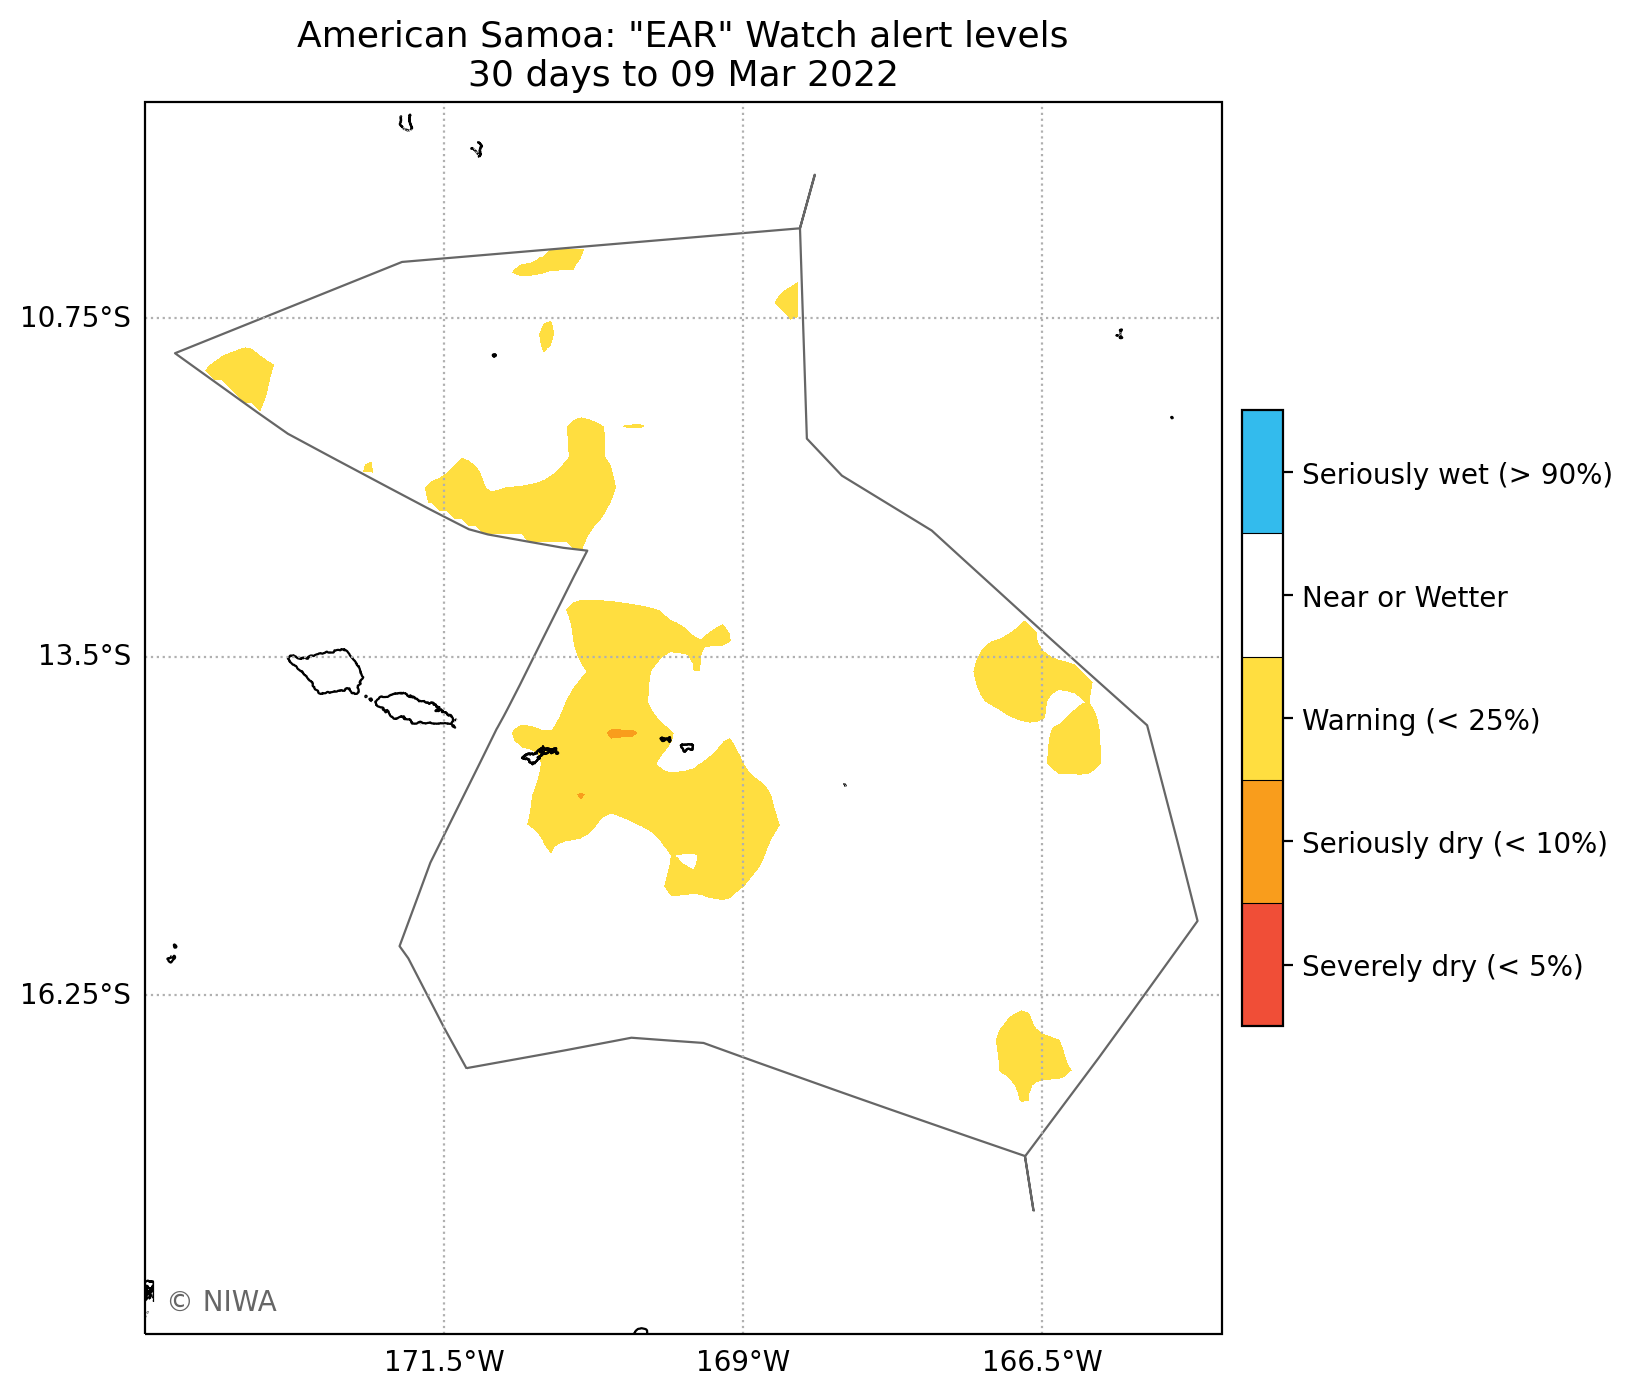 American Samoa: "EAR" Watch alert levels
30 days to 09 Mar 2022
10.75°S
13.5°S
16.25°S
171.5°W
169°W
166.5°W
Seriously wet (> 90%)
Near or Wetter
Warning (< 25%)
Seriously dry (< 10%)
Severely dry (< 5%)
© NIWA